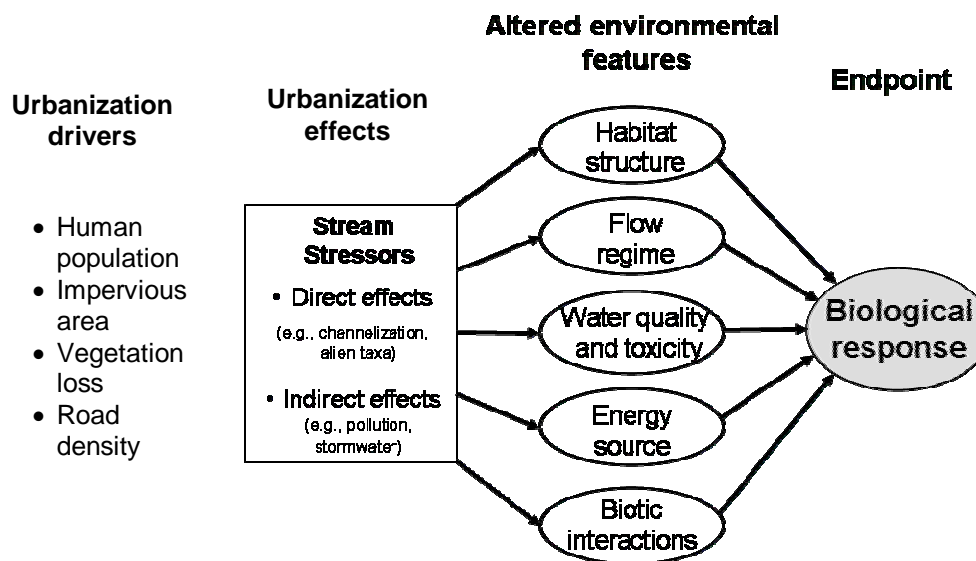 Urbanization
drivers
• Human
population
• Impervious
area
• Vegetation
loss
• Road
density
Urbanization
effects
Stream
Stressors
• Direct effects
(e.g., channelization,
alien taxa)
• Indirect effects
(e.g., pollution,
stormwater)
Altered environmental
features
Habitat
structure
Flow
regime
Water quality
and toxicity
Energy
source
Biotic
interactions
Endpoint
Biological
response